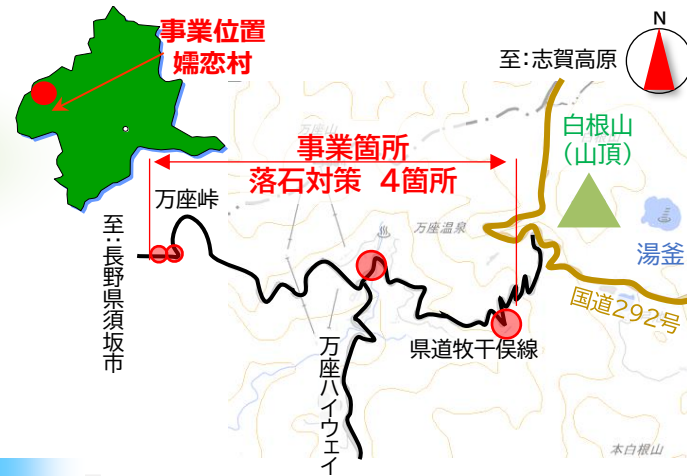 事業位置
嬬恋村
N
至：志賀高原
白根山
（山頂）
万座山
事業箇所
落石対策 4箇所
万座峠
万座温泉
湯釜
至：長野県須坂市
国道292号
県道牧干俣線
万座ハイウェイ
本白根山